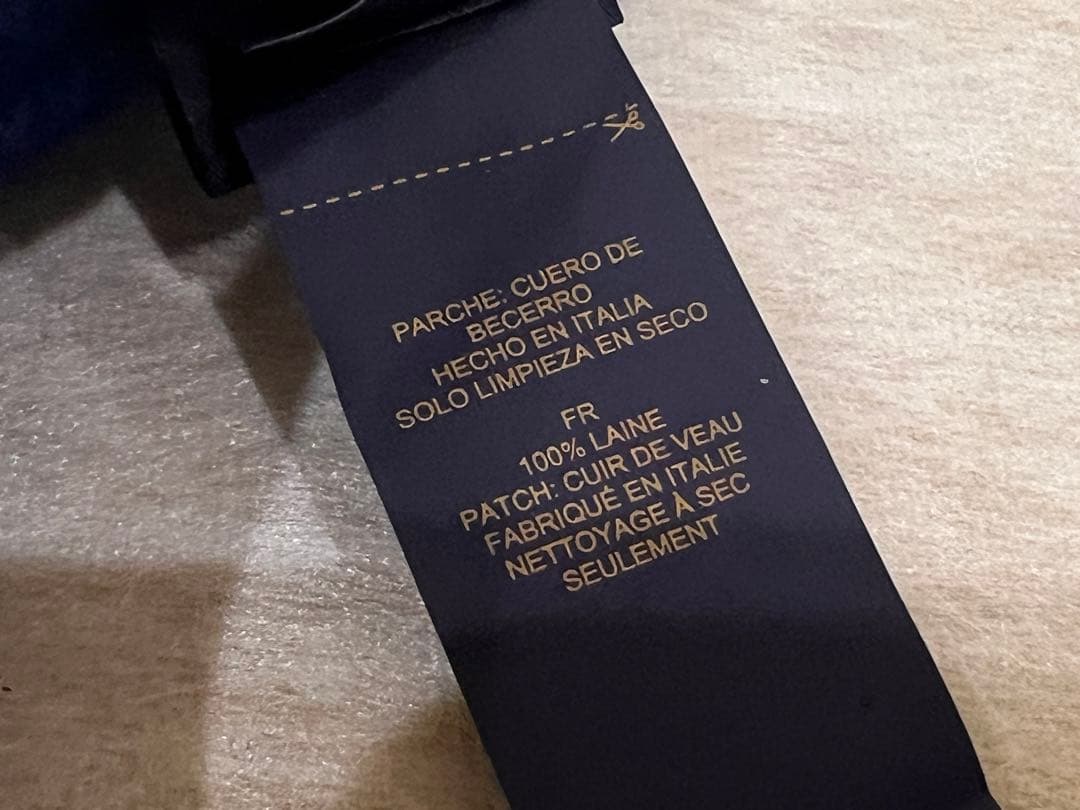 PARCHE: CUERO DE
BECERRO
HECHO EN ITALIA
SOLO LIMPIEZA EN SECO
FR
100% LAINE
PATCH: CUIR DE VEAU
FABRIQUÉ EN ITALIE
NETTOYAGE À SEC
SEULEMENT